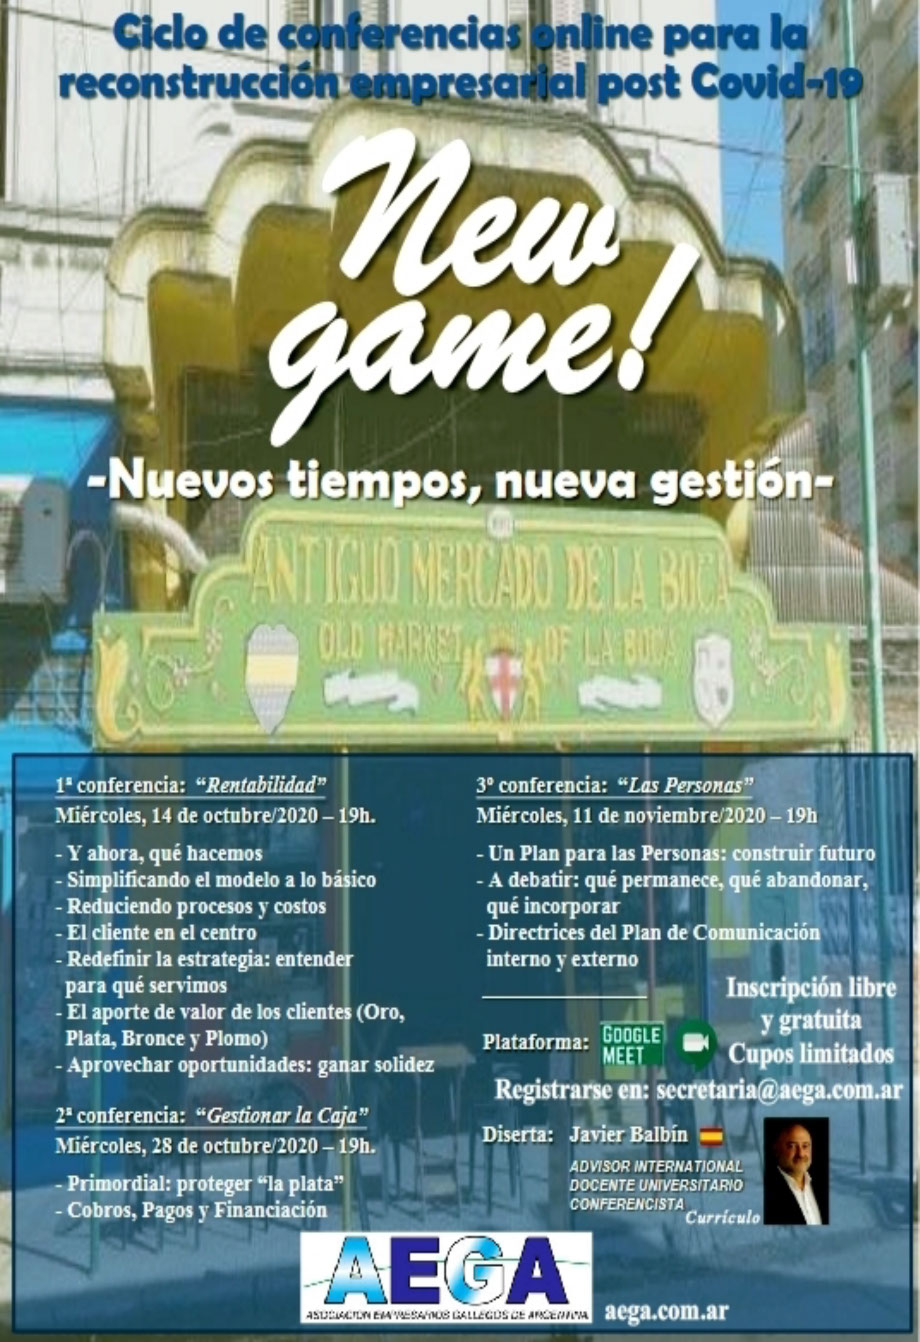 Ciclo de conferencias online para la
reconstrucción empresarial post Covid-19
New
game!
-Nuevos tiempos, nueva gestión-
ANTIGUO MERCADO DE LA BOCA
OLD MARKET OF LA BOCA
1ª conferencia: “Rentabilidad”
Miércoles, 14 de octubre/2020 – 19h.
- Y ahora, qué hacemos
- Simplificando el modelo a lo básico
- Reduciendo procesos y costos
- El cliente en el centro
- Redefinir la estrategia: entender
para qué servimos
- El aporte de valor de los clientes (Oro,
Plata, Bronce y Plomo)
- Aprovechar oportunidades: ganar solidez
2ª conferencia: “Gestionar la Caja”
Miércoles, 28 de octubre/2020 – 19h.
- Primordial: proteger “la plata”
- Cobros, Pagos y Financiación
3º conferencia: “Las Personas”
Miércoles, 11 de noviembre/2020 – 19h
- Un Plan para las Personas: construir futuro
- A debatir: qué permanece, qué abandonar,
qué incorporar
- Directrices del Plan de Comunicación
interno y externo
Inscripción libre
y gratuita
Cupos limitados
Plataforma: GOOGLE
MEET
Registrarse en: secretaria@aega.com.ar
Diserta: Javier Balbín
ADVISOR INTERNATIONAL
DOCENTE UNIVERSITARIO
CONFERENCISTA
Currículo
AEGA
ASOCIACION EMPRESARIOS GALLEGOS DE ARGENTINA
aega.com.ar